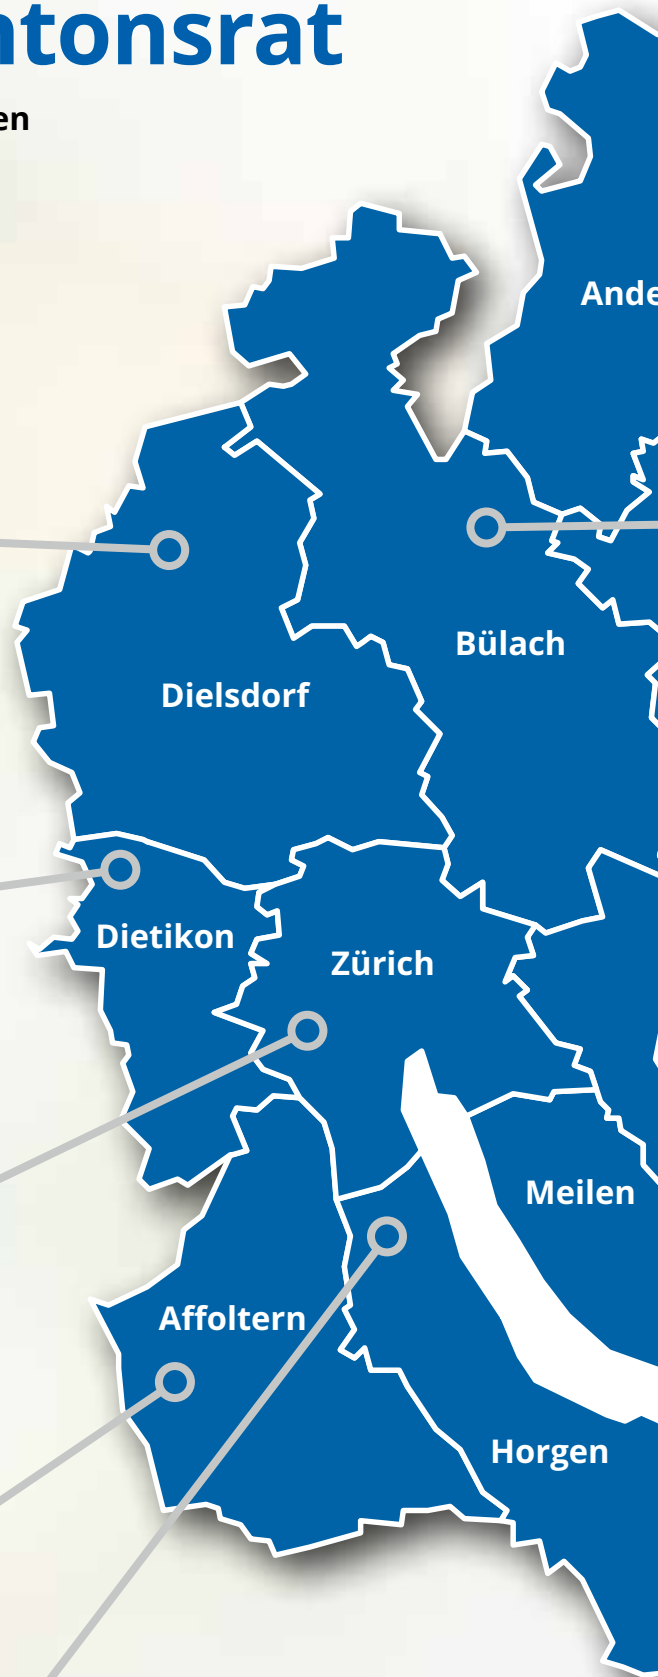 ntonsrat
en
Ande
Bülach
Dielsdorf
Dietikon
Zürich
Meilen
Affoltern
Horgen